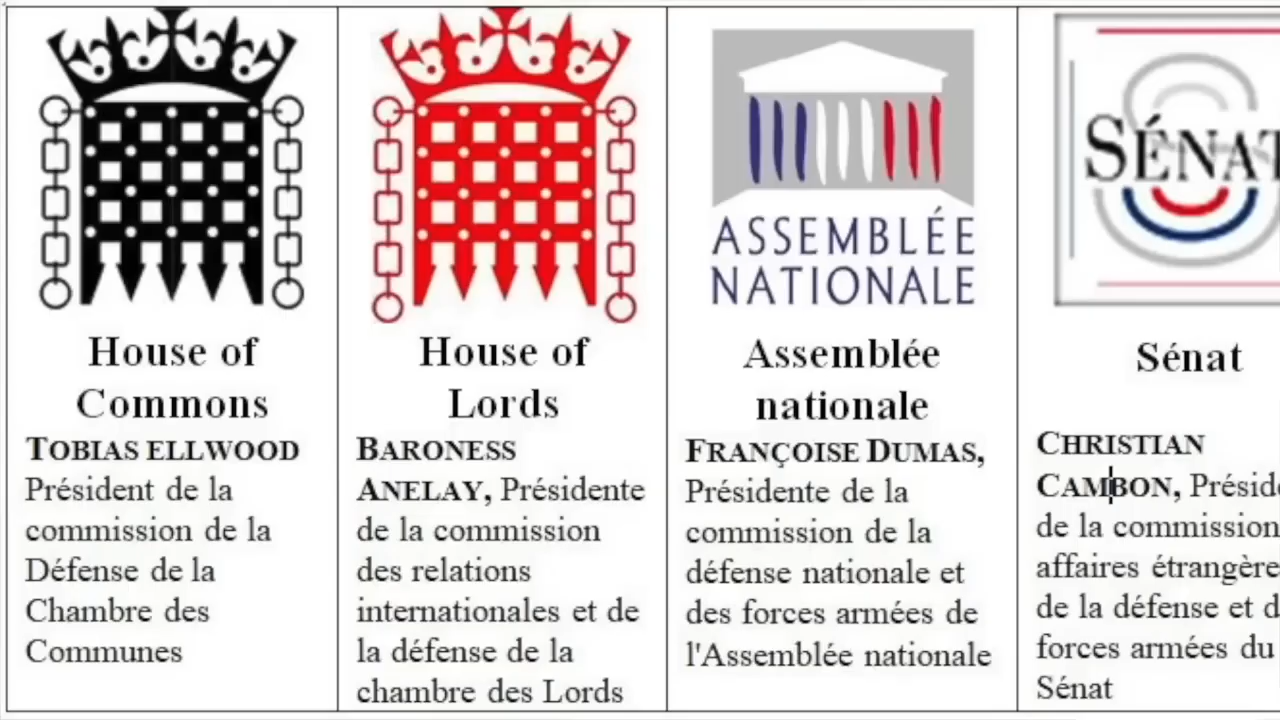 ASSEMBLÉE
NATIONALE
SÉNAT
House of
Commons
TOBIAS ELLWOOD
Président de la
commission de la
Défense de la
Chambre des
Communes
House of
Lords
BARONESS
ANELAY, Présidente
de la commission
des relations
internationales et de
la défense de la
chambre des Lords
Assemblée
nationale
FRANÇOISE DUMAS,
Présidente de la
commission de la
défense nationale et
des forces armées de
l'Assemblée nationale
Sénat
CHRISTIAN
CAMBON,
de la commission
affaires
de la défense et
forces armées du
Sénat